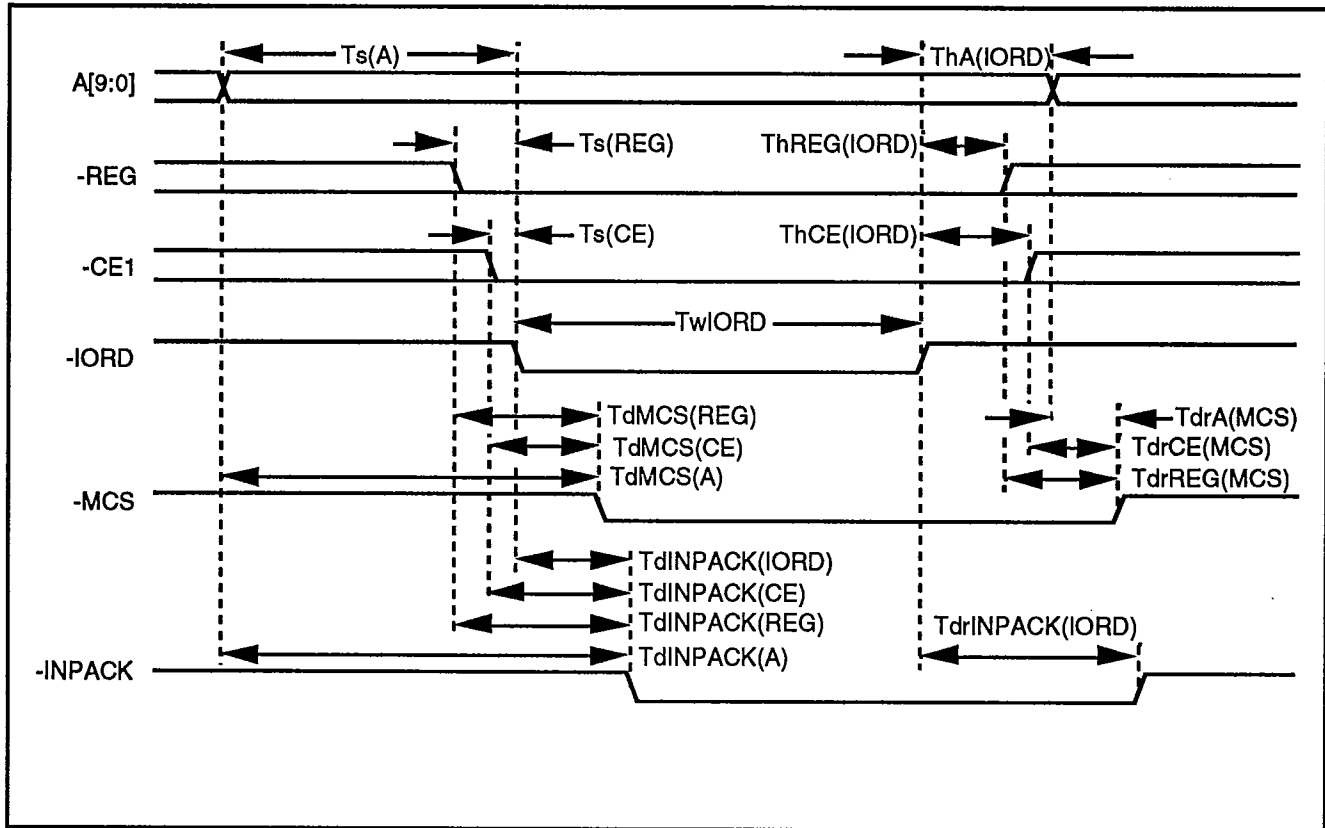 Ts(A)
ThA(IORD)
A[9:0]
Ts(REG)
ThREG(IORD)
-REG
Ts(CE)
ThCE(IORD)
-CE1
TwIORD
-IORD
TdMCS(REG)
TdrA(MCS)
TdMCS(CE)
TdrCE(MCS)
TdMCS(A)
TdrREG(MCS)
-MCS
TdINPACK(IORD)
TdINPACK(CE)
TdINPACK(REG)
TdrINPACK(IORD)
TdINPACK(A)
-INPACK